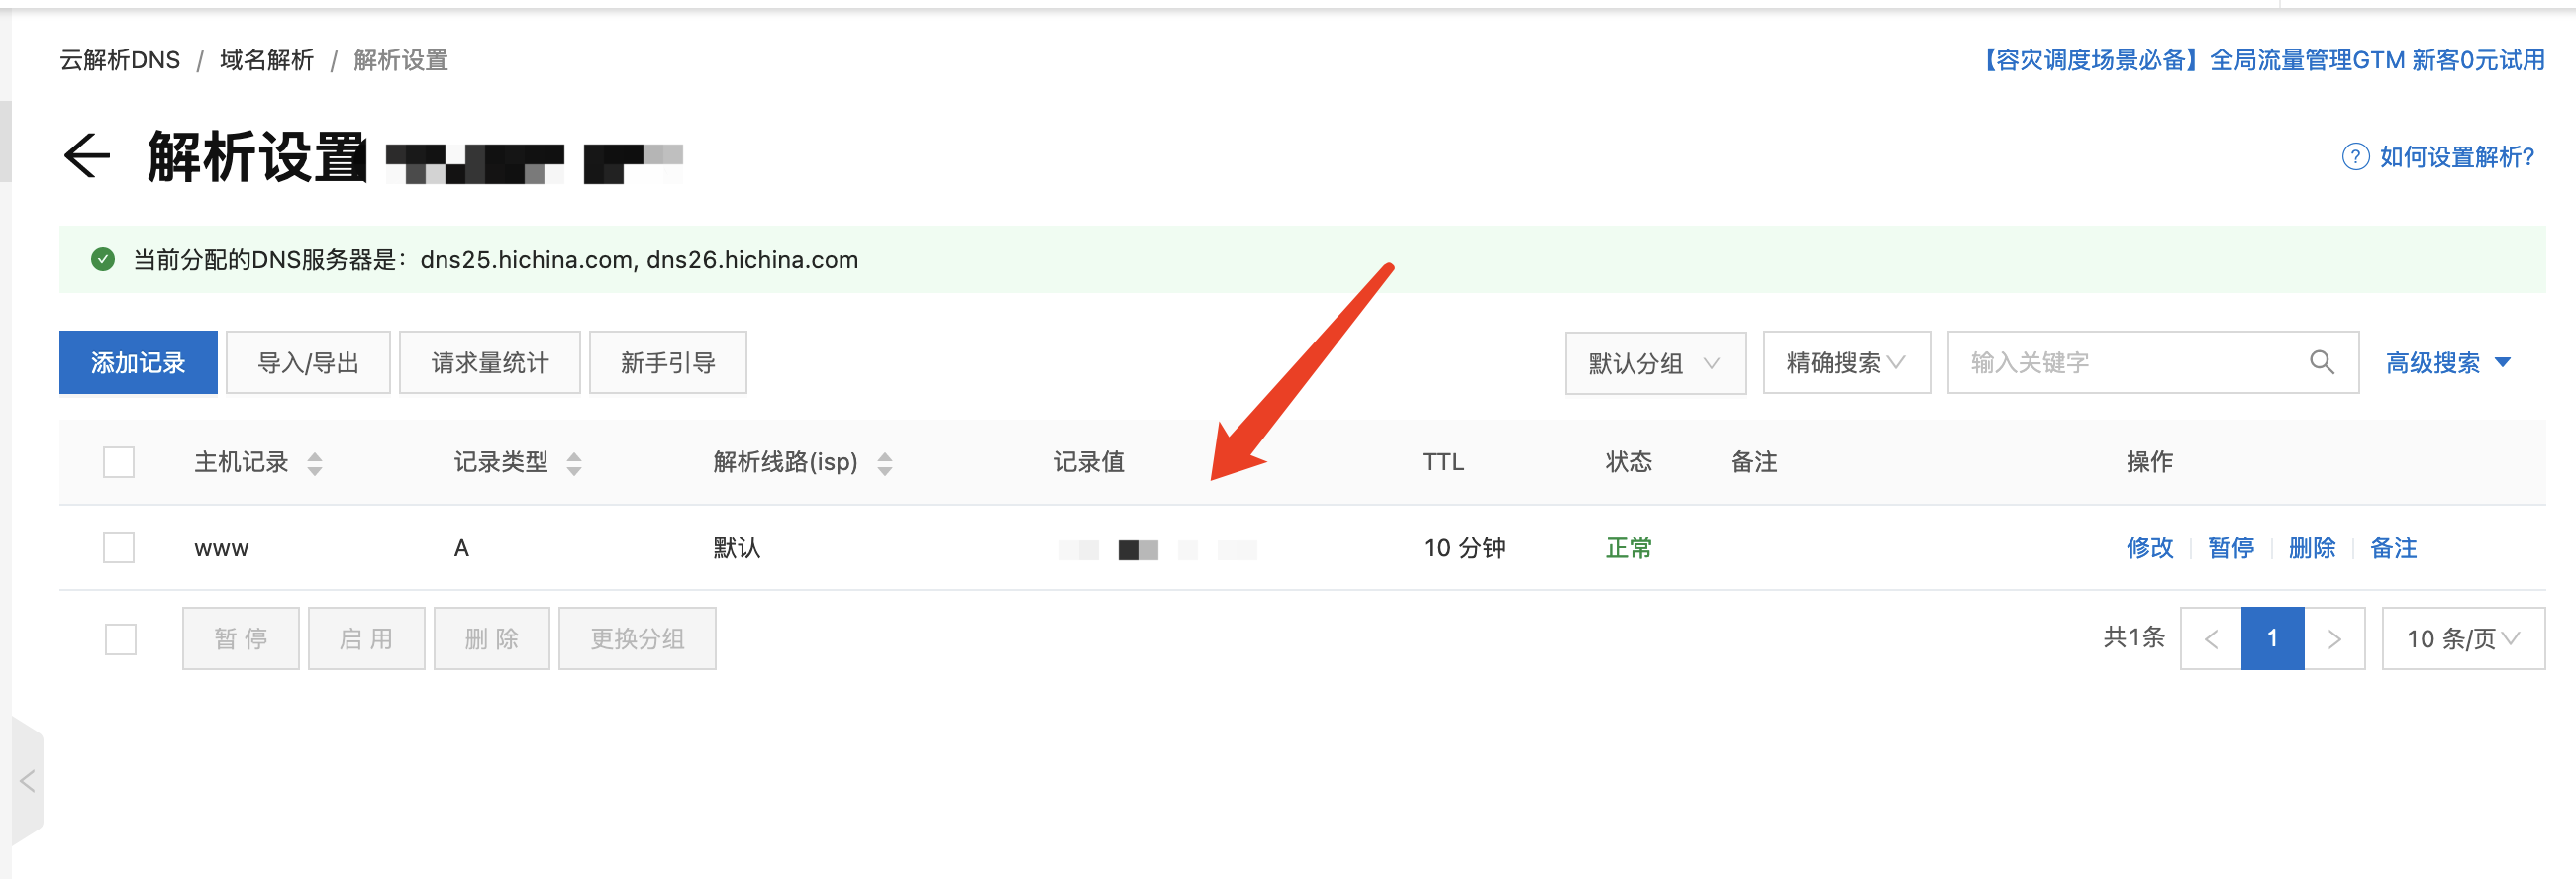 云解析DNS / 域名解析 / 解析设置
【容灾调度场景必备】全局流量管理GTM 新客0元试用
解析设置
? 如何设置解析?
当前分配的DNS服务器是：dns25.hichina.com, dns26.hichina.com
添加记录 导入/导出 请求量统计 新手引导 默认分组 精确搜索 输入关键字 高级搜索
主机记录 记录类型 解析线路(isp) 记录值 TTL 状态 备注 操作
www A 默认 10 分钟 正常 修改 暂停 删除 备注
暂 停 启 用 删 除 更换分组 共1条 < 1 > 10 条/页